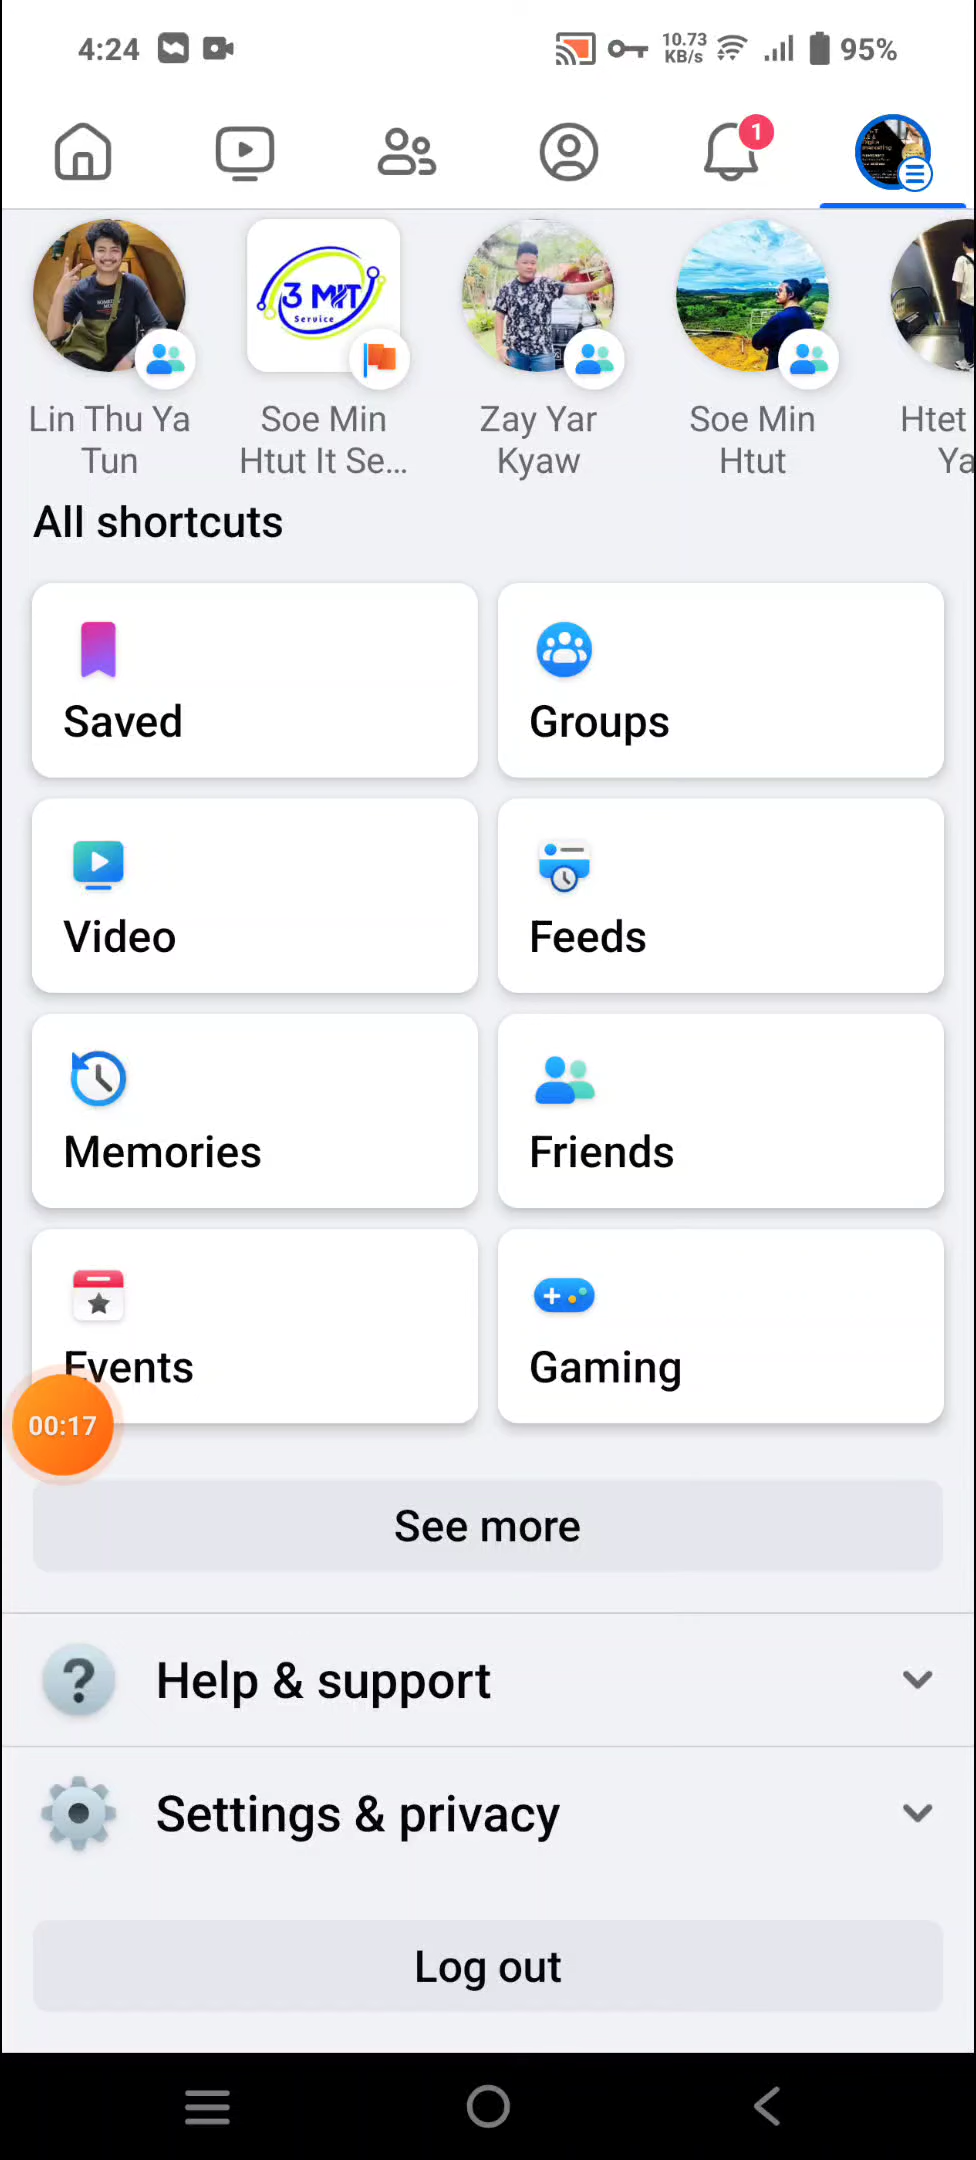 4:24
10.73
KB/s
95%
1
3 MIT
Service
Lin Thu Ya
Tun
Soe Min
Htut It Se...
Zay Yar
Kyaw
Soe Min
Htut
Htet
Ya
All shortcuts
Saved
Groups
Video
Feeds
Memories
Friends
Events
Gaming
00:17
See more
Help & support
Settings & privacy
Log out